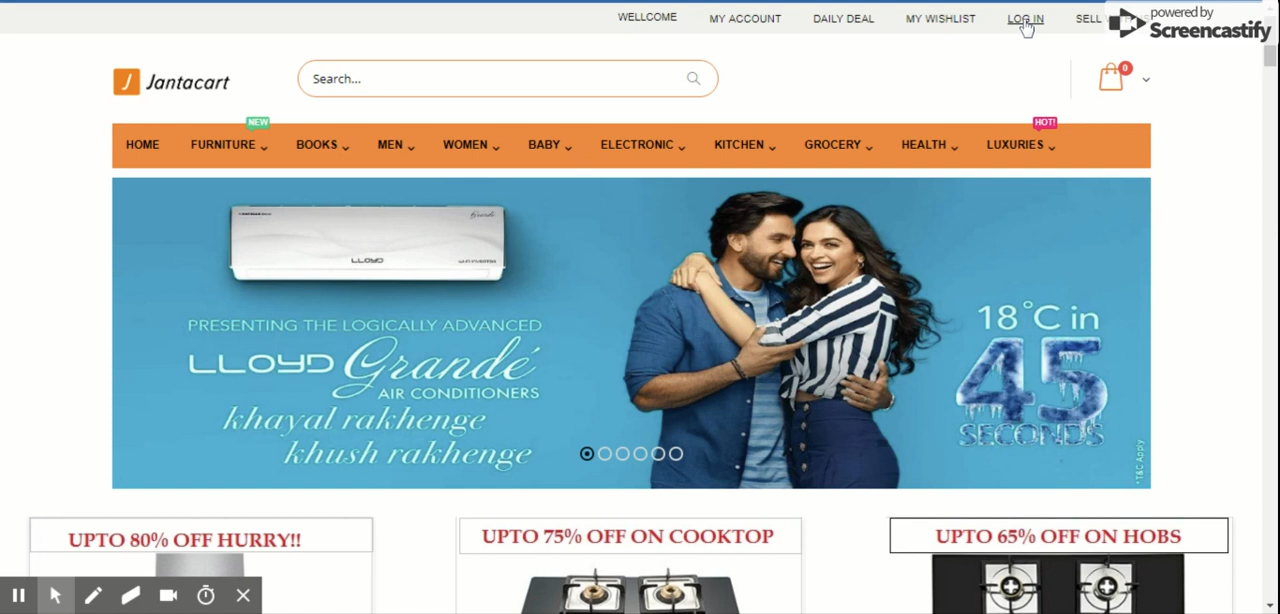 WELLCOME MY ACCOUNT DAILY DEAL MY WISHLIST LOG IN SELL
powered by
Screencastify
J Jantacart
Search...
0
NEW
HOT!
HOME FURNITURE BOOKS MEN WOMEN BABY ELECTRONIC KITCHEN GROCERY HEALTH LUXURIES
Grande
LLOYD
PRESENTING THE LOGICALLY ADVANCED
LLOYD Grandé
AIR CONDITIONERS
khayal rakhenge
khush rakhenge
18°C in
45
SECONDS
*T&C Apply
UPTO 80% OFF HURRY!!
UPTO 75% OFF ON COOKTOP
UPTO 65% OFF ON HOBS